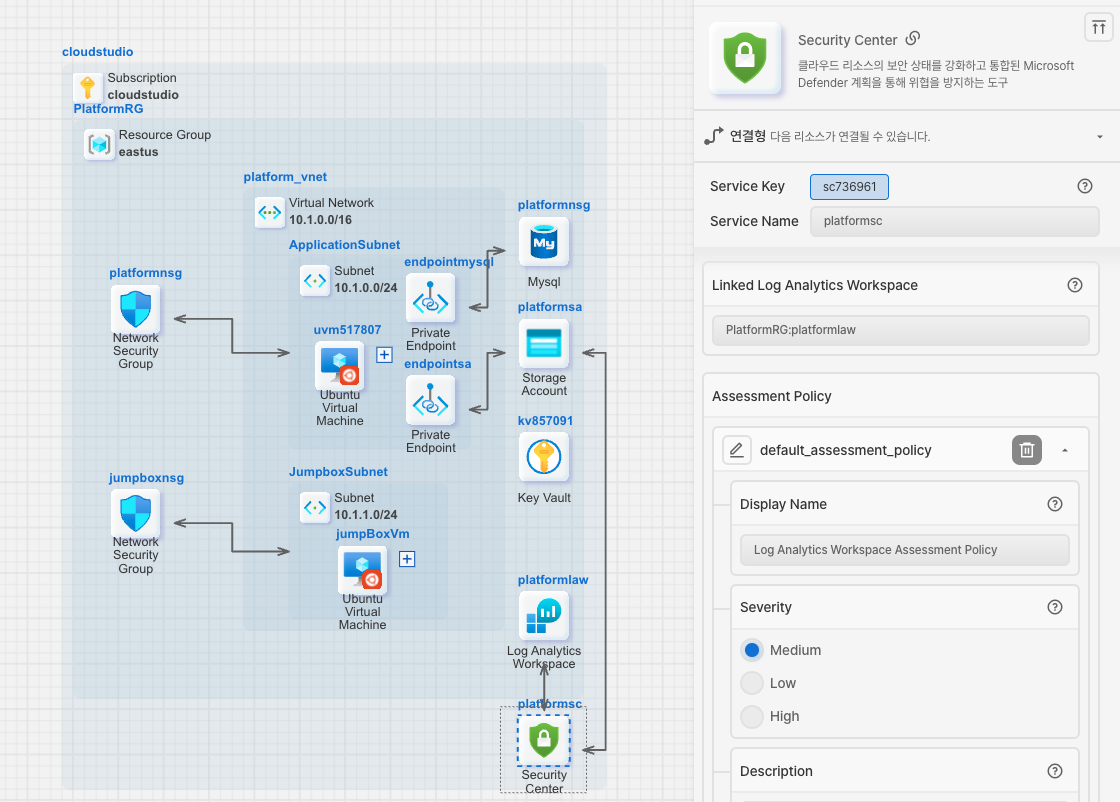 cloudstudio
Subscription
cloudstudio
PlatformRG
Resource Group
eastus
platform_vnet
Virtual Network
10.1.0.0/16
ApplicationSubnet
Subnet
10.1.0.0/24
platformnsg
Network
Security
Group
uvm517807
Ubuntu
Virtual
Machine
endpointmysql
Private
Endpoint
endpointsa
Private
Endpoint
platformnsg
My
Mysql
platformsa
Storage
Account
kv857091
Key Vault
JumpboxSubnet
Subnet
10.1.1.0/24
jumpboxnsg
Network
Security
Group
jumpBoxVm
Ubuntu
Virtual
Machine
platformlaw
Log Analytics
Workspace
platformsc
Security
Center
Security Center
클라우드 리소스의 보안 상태를 강화하고 통합된 Microsoft
Defender 계획을 통해 위협을 방지하는 도구
연결형 다음 리소스가 연결될 수 있습니다.
Service Key sc736961
Service Name platformsc
Linked Log Analytics Workspace
PlatformRG:platformlaw
Assessment Policy
default_assessment_policy
Display Name
Log Analytics Workspace Assessment Policy
Severity
Medium
Low
High
Description